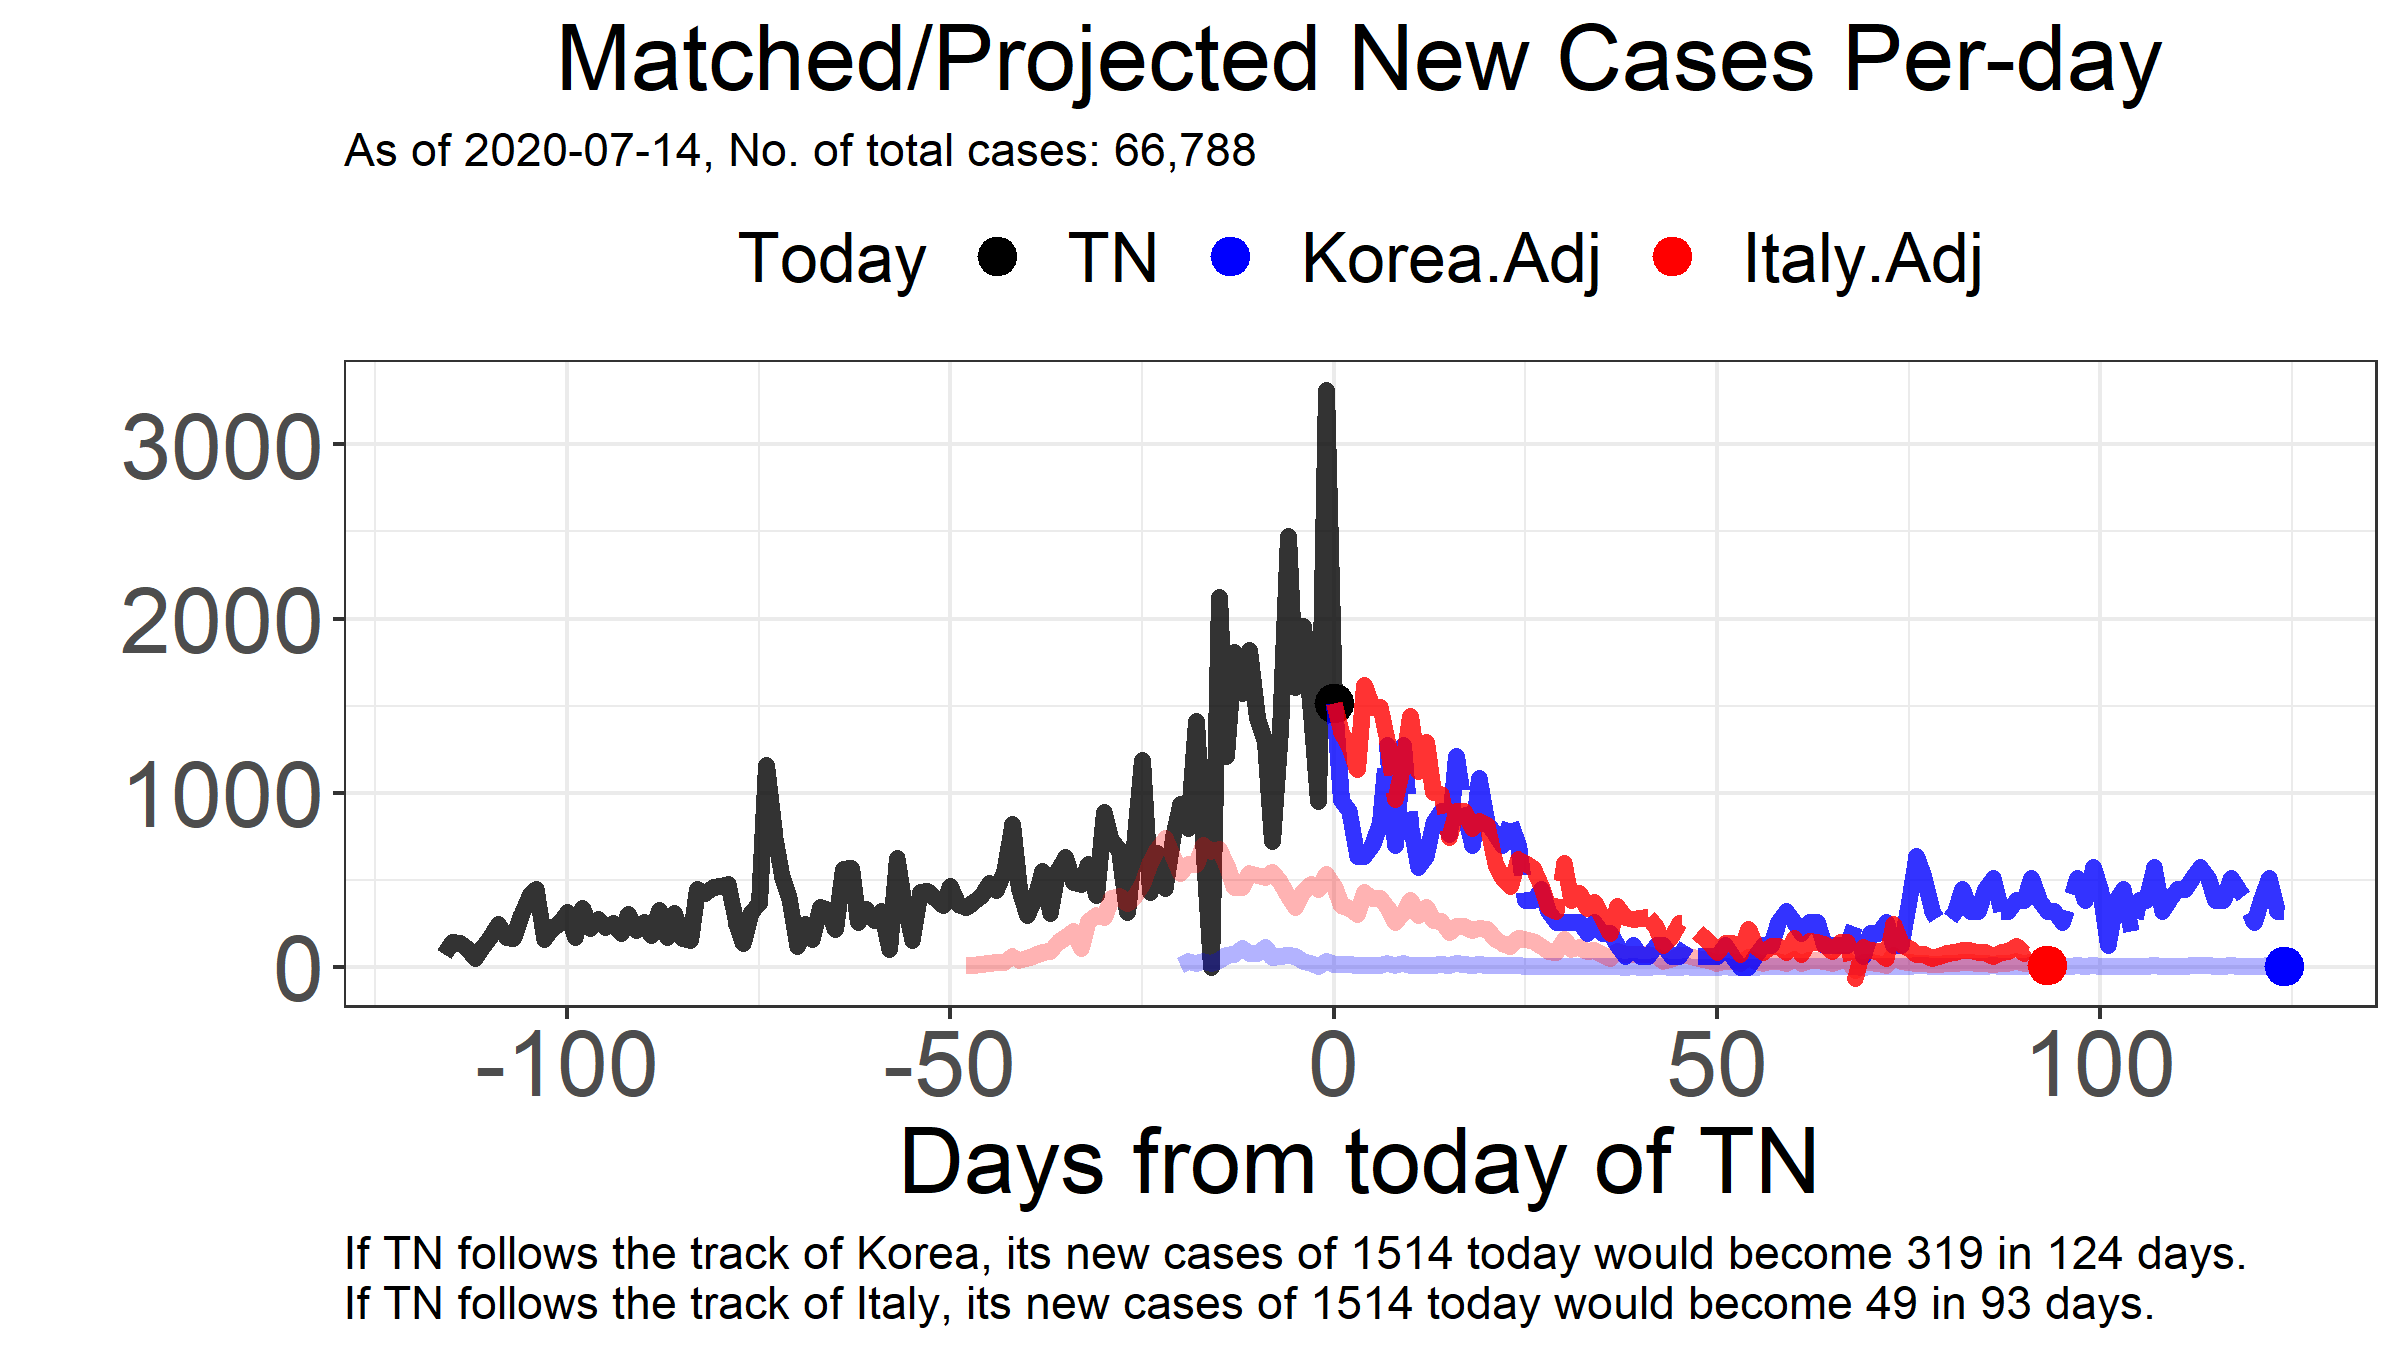 Matched/Projected New Cases Per-day
As of 2020-07-14, No. of total cases: 66,788
Today TN Korea.Adj Italy.Adj
3000
2000
1000
0
-100 -50 0 50 100
Days from today of TN
If TN follows the track of Korea, its new cases of 1514 today would become 319 in 124 days.
If TN follows the track of Italy, its new cases of 1514 today would become 49 in 93 days.